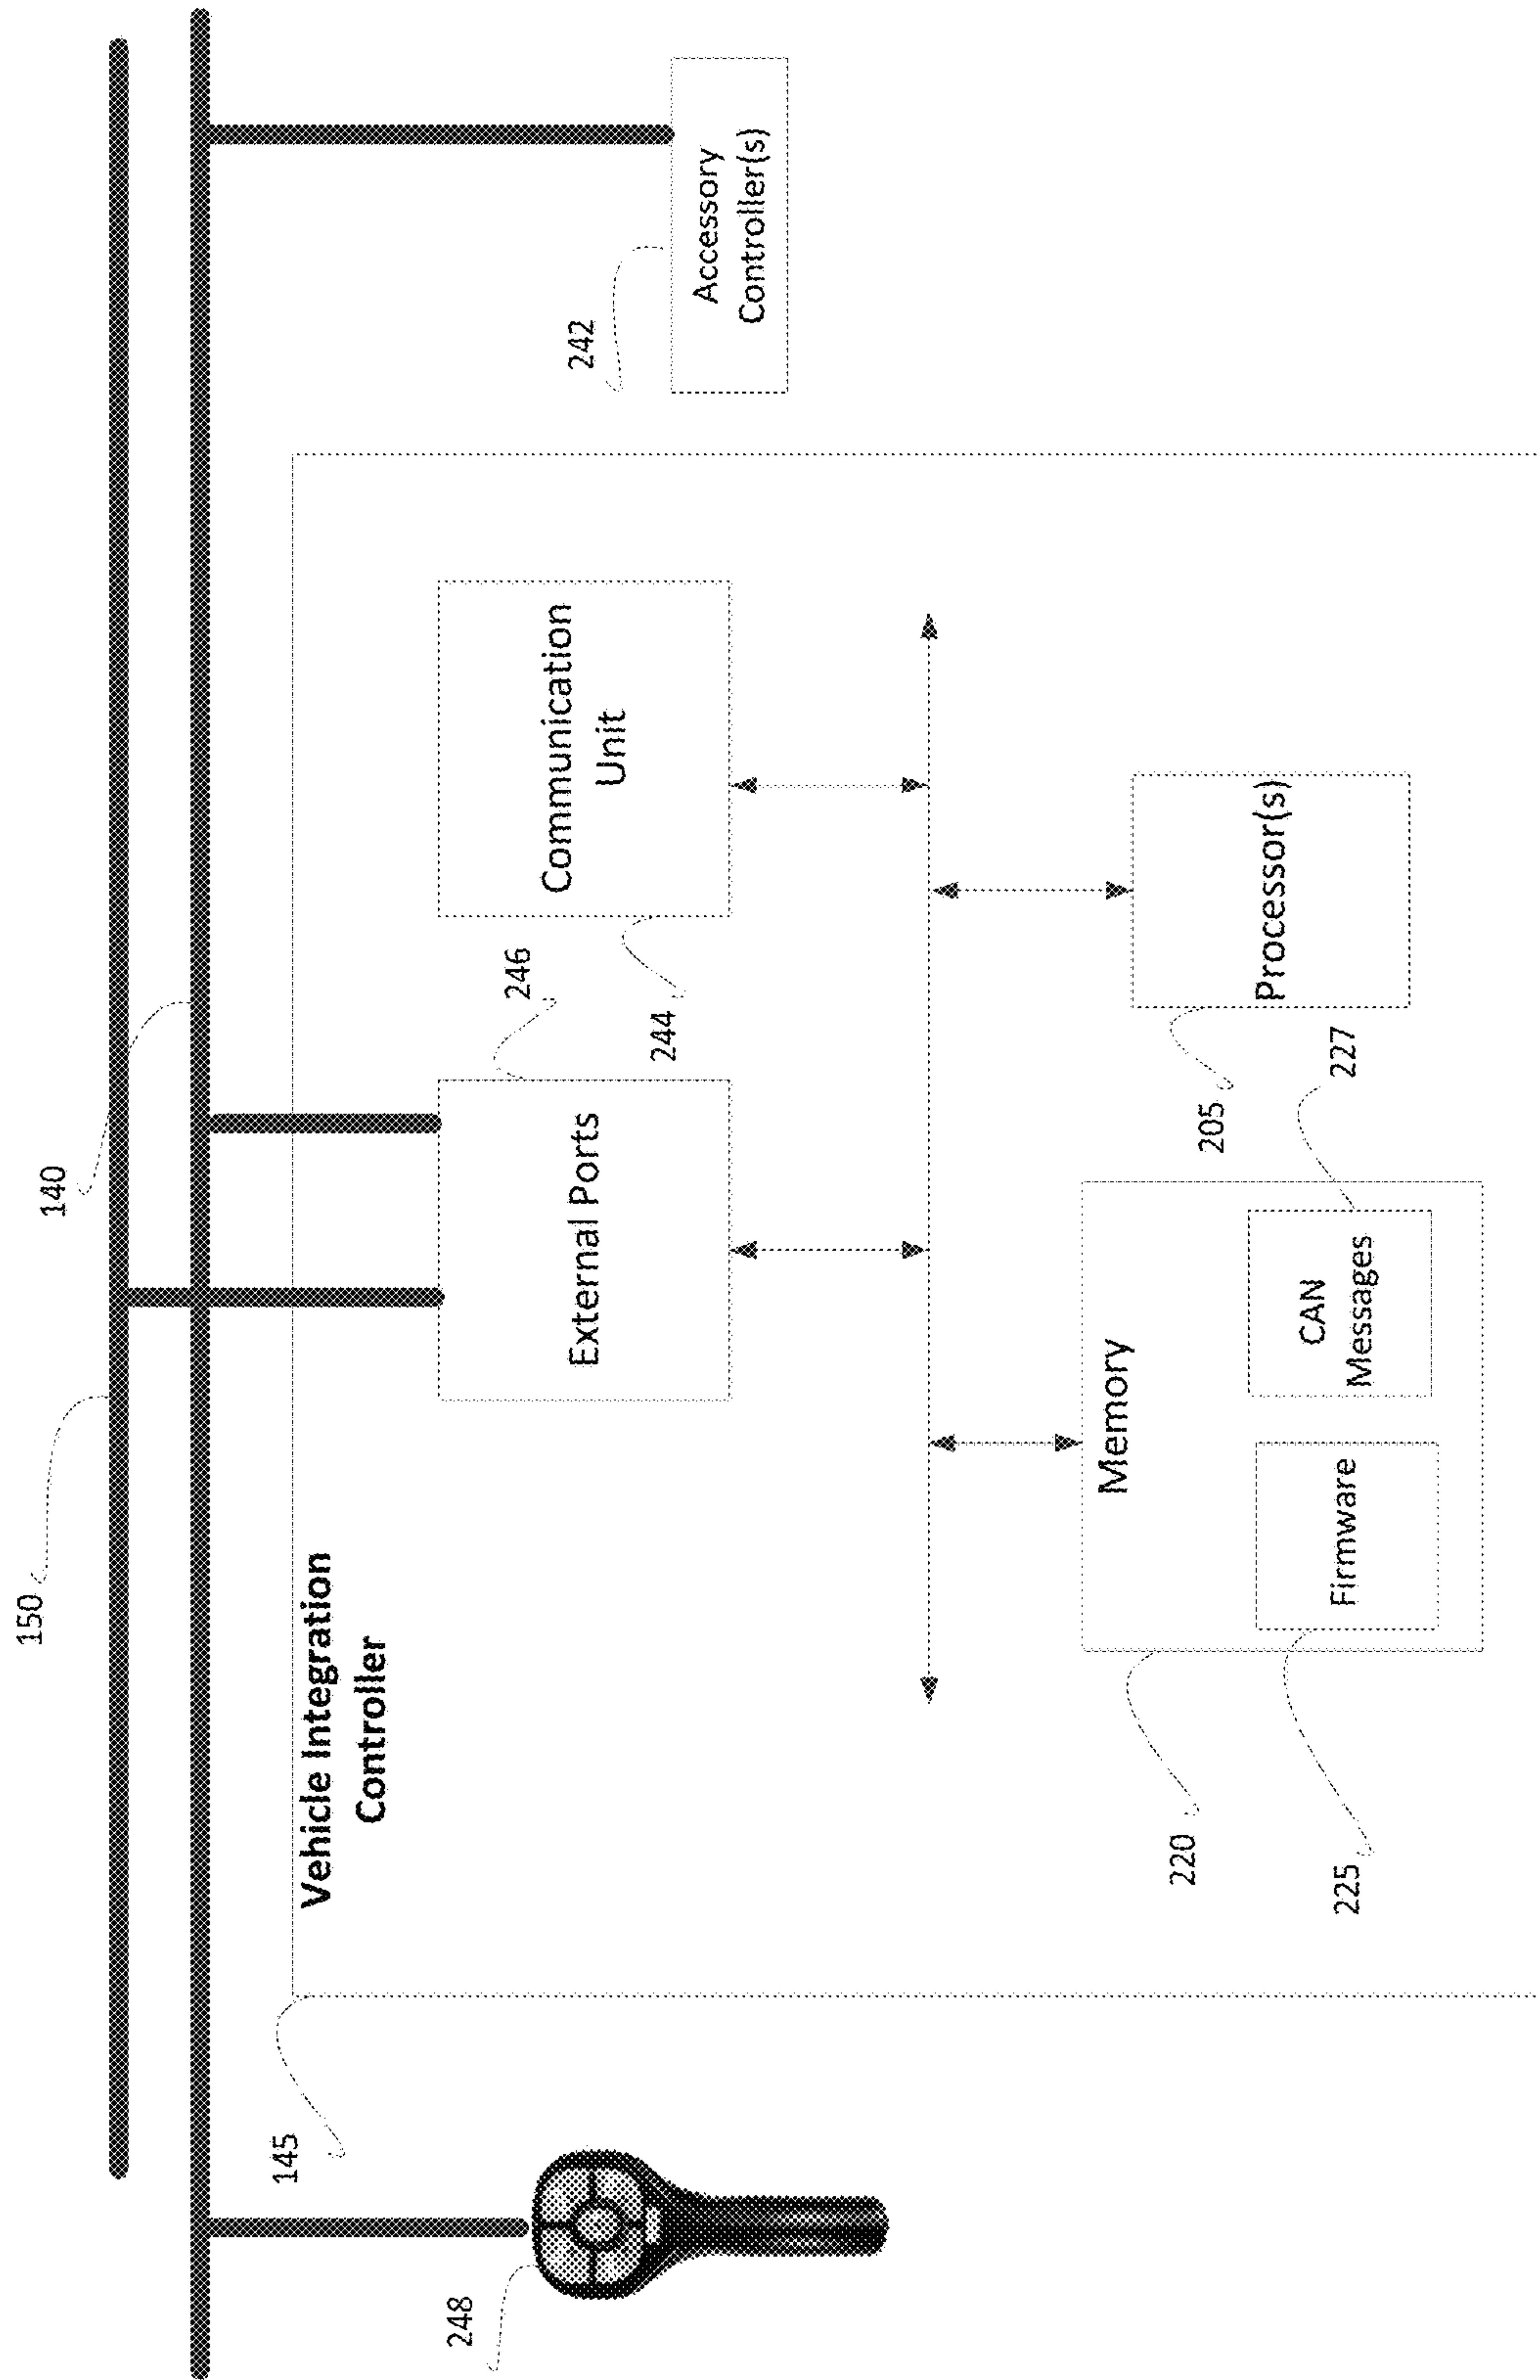 150
140
248
145
Vehicle Integration
Controller
246
External Ports
244
Communication
Unit
242
Accessory
Controller(s)
220
225
Memory
Firmware
CAN
Messages
227
205
Processor(s)